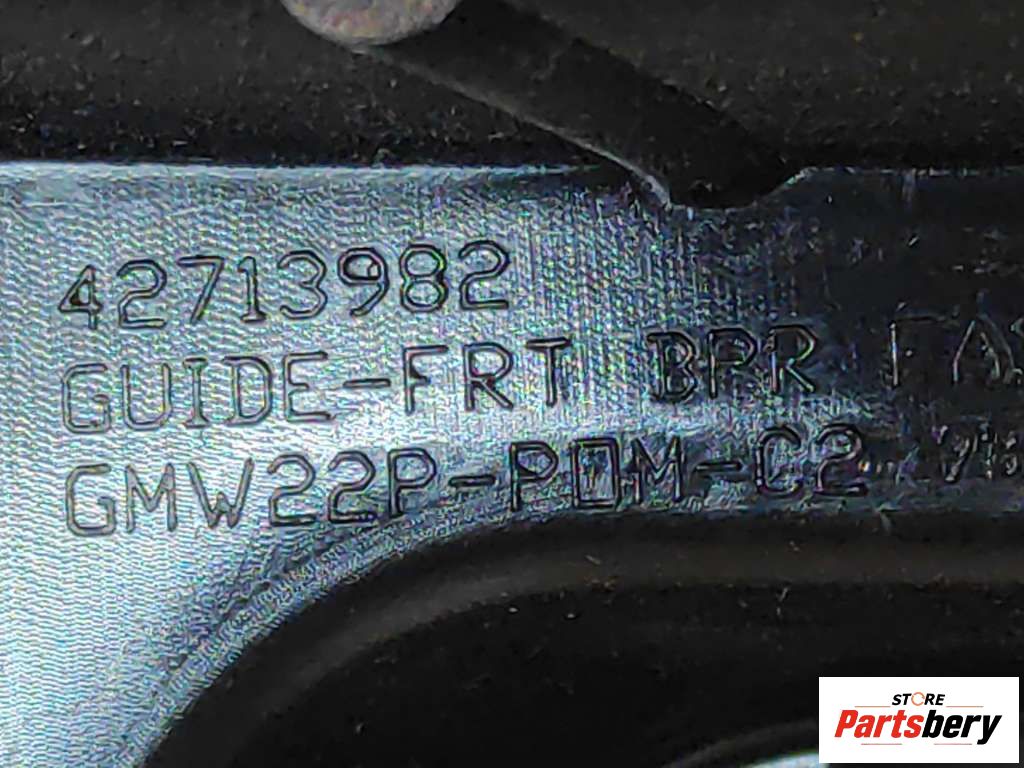 42713982
GUIDE-FRT BPR
GMW22P-POM-C2
STORE
Partsbery